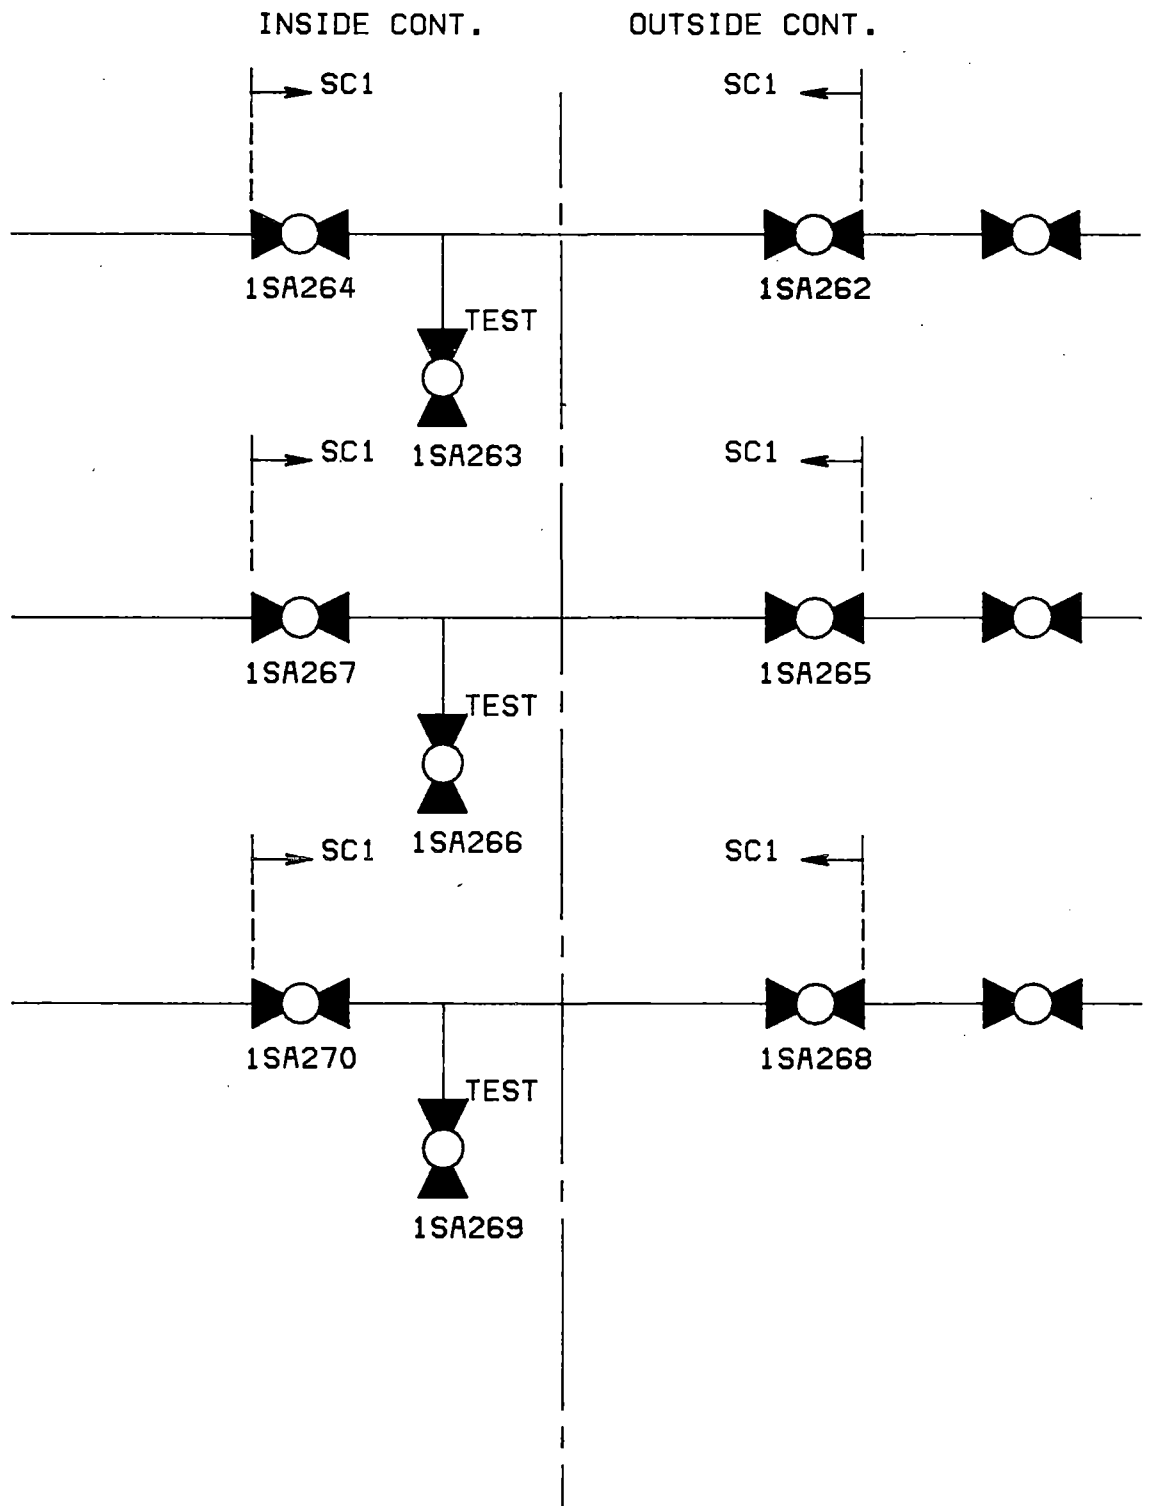 INSIDE CONT. OUTSIDE CONT.
SC1 SC1
1SA264 1SA262
TEST
1SA263
SC1 SC1
1SA267 1SA265
TEST
1SA266
SC1 SC1
1SA270 1SA268
TEST
1SA269